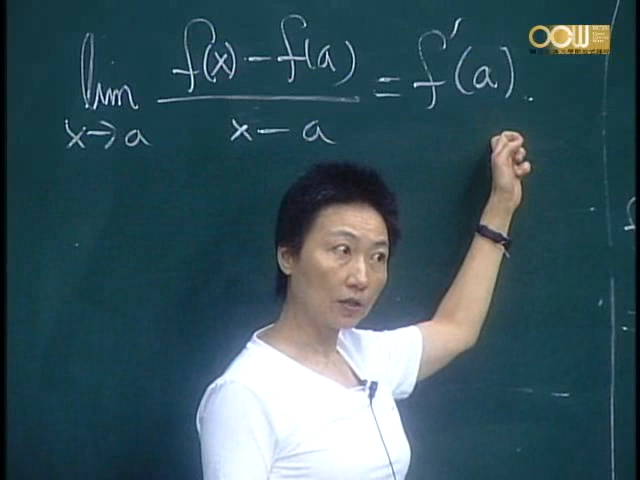 lim f(x) - f(a) / x - a = f'(a).
x→a
OCW